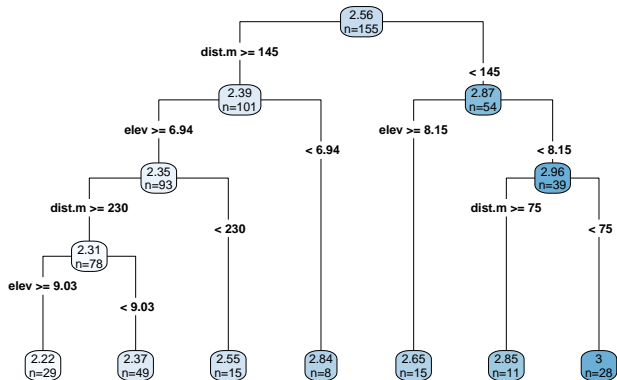 2.56
n=155
dist.m >= 145
< 145
2.39
n=101
2.87
n=54
elev >= 6.94
< 6.94
elev >= 8.15
< 8.15
2.35
n=93
2.96
n=39
dist.m >= 230
< 230
dist.m >= 75
< 75
2.31
n=78
elev >= 9.03
< 9.03
2.22
n=29
2.37
n=49
2.55
n=15
2.84
n=8
2.65
n=15
2.85
n=11
3
n=28